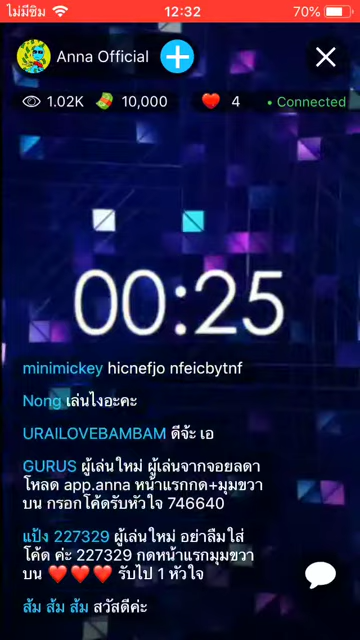 ไม่มีซิม 12:32 70%
Anna Official
1.02K 10,000 4 • Connected
00:25
minimickey hicnefjo nfeicbytnf
Nong เล่นไงอะคะ
URAILOVEBAMBAM ดีจ้ะ เอ
GURUS ผู้เล่นใหม่ ผู้เล่นจากจอยลดา
โหลด app.anna หน้าแรกกด+มุมขวา
บน กรอกโค้ดรับหัวใจ 746640
แป้ง 227329 ผู้เล่นใหม่ อย่าลืมใส่
โค้ด ค่ะ 227329 กดหน้าแรกมุมขวา
บน ❤️❤️❤️ รับไป 1 หัวใจ
ส้ม ส้ม ส้ม สวัสดีค่ะ